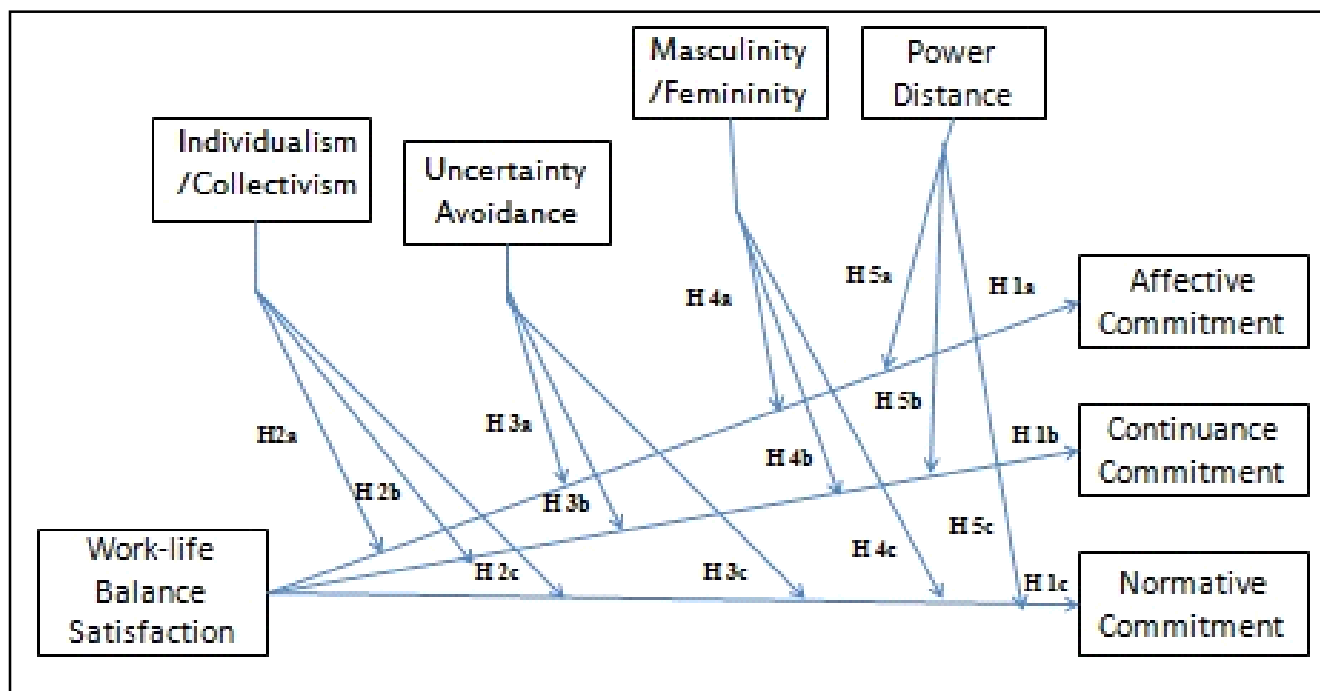 Masculinity
/Femininity
Power
Distance
Individualism
/Collectivism
Uncertainty
Avoidance
H 4a
H 5a
H 1a
Affective
Commitment
H2a
H 3a
H 5b
H 1b
Continuance
Commitment
H 2b
H 3b
H 4b
H 2c
H 3c
H 4c
H 5c
H 1c
Work-life
Balance
Satisfaction
Normative
Commitment